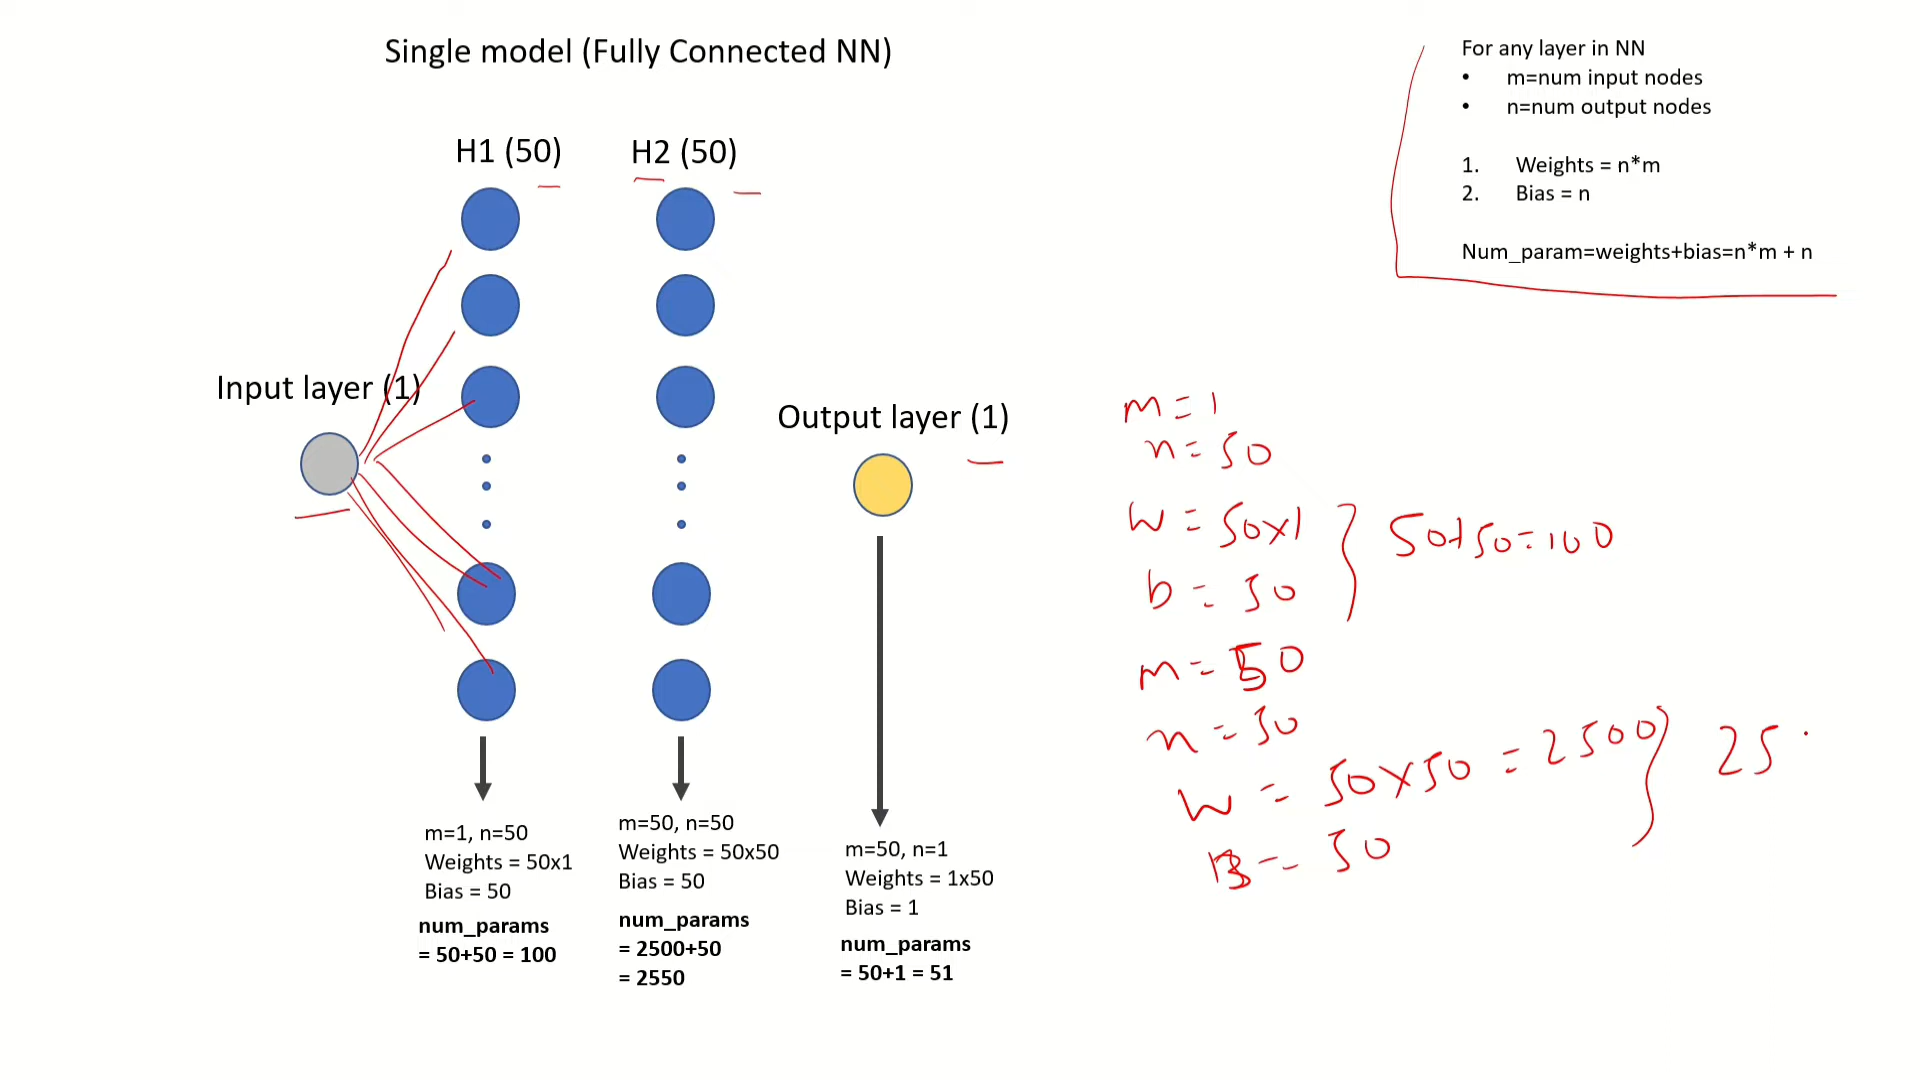 Single model (Fully Connected NN)
For any layer in NN
• m=num input nodes
• n=num output nodes
1. Weights = n*m
2. Bias = n
Num_param=weights+bias=n*m + n
H1 (50)
H2 (50)
Input layer (1)
Output layer (1)
m=1, n=50
Weights = 50x1
Bias = 50
num_params
= 50+50 = 100
m=50, n=50
Weights = 50x50
Bias = 50
num_params
= 2500+50
= 2550
m=50, n=1
Weights = 1x50
Bias = 1
num_params
= 50+1 = 51
m = 1
n = 50
W = 50x1
b = 50
50+50=100
m = 50
n = 50
W = 50x50 = 2500
B = 50
25